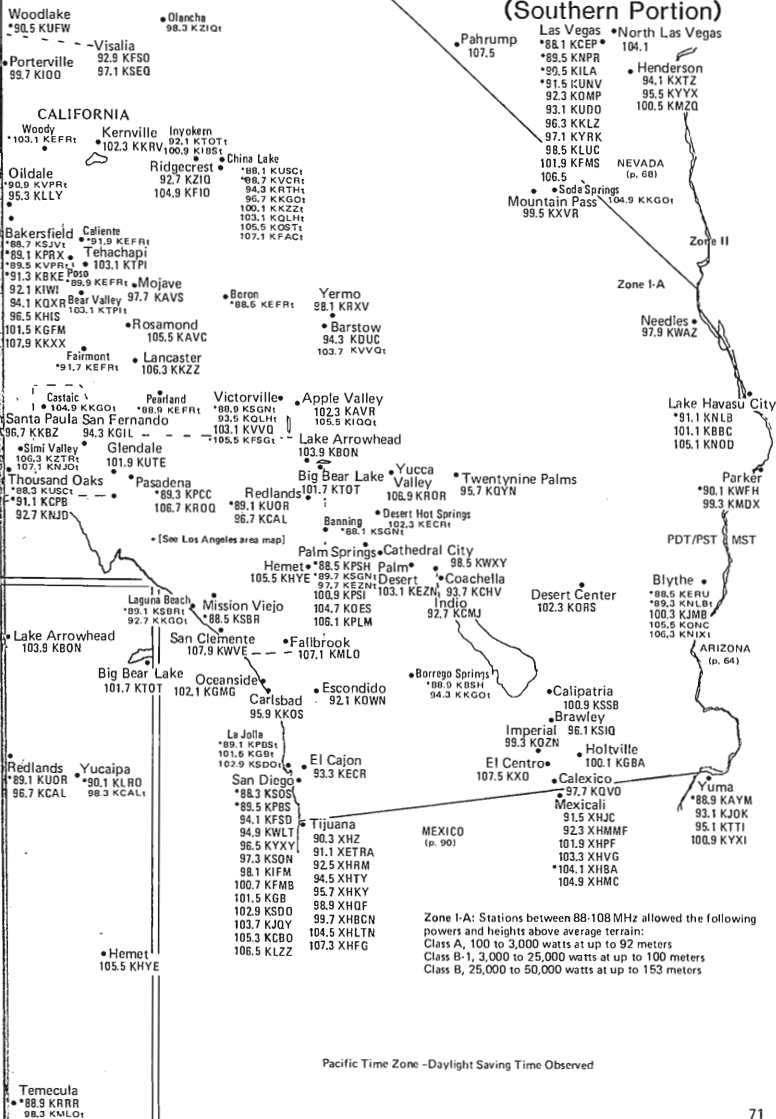 (Southern Portion)
Woodlake
*90.5 KUFW
Olancha
98.3 KZIQt
Visalia
92.9 KFSO
97.1 KSEQ
Porterville
99.7 KIOO
Pahrump
107.5
Las Vegas
*88.1 KCEP
*89.5 KNPR
*90.5 KILA
*91.5 KUNV
92.3 KOMP
93.1 KUDO
96.3 KKLZ
97.1 KYRK
98.5 KLUC
101.9 KFMS
106.5
North Las Vegas
104.1
Henderson
94.1 KXTZ
95.5 KYYX
100.5 KMZQ
CALIFORNIA
Woody
*103.1 KEFRt
Kernville
102.3 KKRV
Inyokern
92.1 KTOTt
100.9 KIBSt
Ridgecrest
92.7 KZIQ
104.9 KFIO
China Lake
*88.1 KUSCt
*88.7 KVCRt
94.3 KRTHt
96.7 KKGOt
100.1 KKZZt
103.1 KQLHt
105.5 KOSTt
107.1 KFACt
NEVADA
(p. 68)
Soda Springs
104.9 KKGOt
Mountain Pass
99.5 KXVR
Oildale
*90.9 KVPRt
95.3 KLLY
Bakersfield
*88.7 KSJVt
*89.1 KPRX
*89.5 KVPRt
*91.3 KBKE
92.1 KIWI
94.1 KQXR
96.5 KHIS
101.5 KGFM
107.9 KKXX
Caliente
*91.9 KEFRt
Tehachapi
103.1 KTPI
Poso
*89.9 KEFRt
Mojave
97.7 KAVS
Bear Valley
103.1 KTPIt
Zone II
Zone I-A
Boron
*88.5 KEFRt
Yermo
98.1 KRXV
Barstow
94.3 KDUC
103.7 KVVQt
Needles
97.9 KWAZ
Rosamond
105.5 KAVC
Fairmont
*91.7 KEFRt
Lancaster
106.3 KKZZ
Castaic
104.9 KKGOt
Pearland
*88.9 KEFRt
Victorville
*88.9 KSGNt
93.5 KQLHt
103.1 KVVQ
*105.5 KFSGt
Apple Valley
102.3 KAVR
105.5 KIQQt
Lake Havasu City
*91.1 KNLB
101.1 KBBC
105.1 KNOD
Santa Paula
96.7 KKBZ
San Fernando
94.3 KGIL
Lake Arrowhead
103.9 KBON
Simi Valley
106.3 KZTRt
107.1 KNJOt
Glendale
101.9 KUTE
Thousand Oaks
*88.3 KUSCt
*91.1 KCPB
92.7 KNJD
Pasadena
*89.3 KPCC
106.7 KROQ
Redlands
*89.1 KUOR
96.7 KCAL
Big Bear Lake
101.7 KTOT
Yucca
Valley
106.9 KROR
Twentynine Palms
95.7 KQYN
Parker
*90.1 KWFH
99.3 KMDX
Desert Hot Springs
102.3 KECRt
Banning
*88.1 KSGNt
[See Los Angeles area map]
PDT/PST
MST
Palm Springs
*88.5 KPSH
*89.7 KSGNt
97.7 KEZNt
100.9 KPSI
104.7 KOES
106.1 KPLM
Cathedral City
98.5 KWXY
Hemet
105.5 KHYE
Palm
Desert
103.1 KEZN
Coachella
93.7 KCHV
Indio
92.7 KCMJ
Desert Center
102.3 KORS
Blythe
*88.5 KERU
*89.3 KNLBt
100.3 KJMB
105.5 KONC
106.3 KNIXt
Laguna Beach
*89.1 KSBRt
92.7 KKGOt
Mission Viejo
*88.5 KSBR
Lake Arrowhead
103.9 KBON
San Clemente
107.9 KWVE
Fallbrook
107.1 KMLO
ARIZONA
(p. 64)
Big Bear Lake
101.7 KTOT
Oceanside
102.1 KGMG
Carlsbad
95.9 KKOS
Escondido
92.1 KOWN
Borrego Springs
*88.9 KBSH
94.3 KKGOt
Calipatria
100.9 KSSB
Brawley
96.1 KSIQ
Imperial
99.3 KOZN
La Jolla
*89.1 KPBSt
101.5 KGBt
102.9 KSDOt
El Cajon
93.3 KECR
El Centro
107.5 KXO
Holtville
100.1 KGBA
Redlands
*89.1 KUOR
96.7 KCAL
Yucaipa
*90.1 KLRO
98.3 KCALt
Calexico
97.7 KQVO
Yuma
*88.9 KAYM
93.1 KJOK
95.1 KTTI
100.9 KYXI
San Diego
*88.3 KSOS
*89.5 KPBS
94.1 KFSD
94.9 KWLT
96.5 KYXY
97.3 KSON
98.1 KIFM
100.7 KFMB
101.5 KGB
102.9 KSDO
103.7 KJQY
105.3 KCBO
106.5 KLZZ
Tijuana
90.3 XHZ
91.1 XETRA
92.5 XHRM
94.5 XHTY
95.7 XHKY
98.9 XHQF
99.7 XHBCN
104.5 XHLTN
107.3 XHFG
MEXICO
(p. 90)
Mexicali
91.5 XHJC
92.3 XHMMF
101.9 XHPF
103.3 XHVG
*104.1 XHBA
104.9 XHMC
Zone I-A: Stations between 88-108 MHz allowed the following
powers and heights above average terrain:
Class A, 100 to 3,000 watts at up to 92 meters
Class B-1, 3,000 to 25,000 watts at up to 100 meters
Class B, 25,000 to 50,000 watts at up to 153 meters
Hemet
105.5 KHYE
Pacific Time Zone -Daylight Saving Time Observed
Temecula
*88.9 KRRR
98.3 KMLOt
71